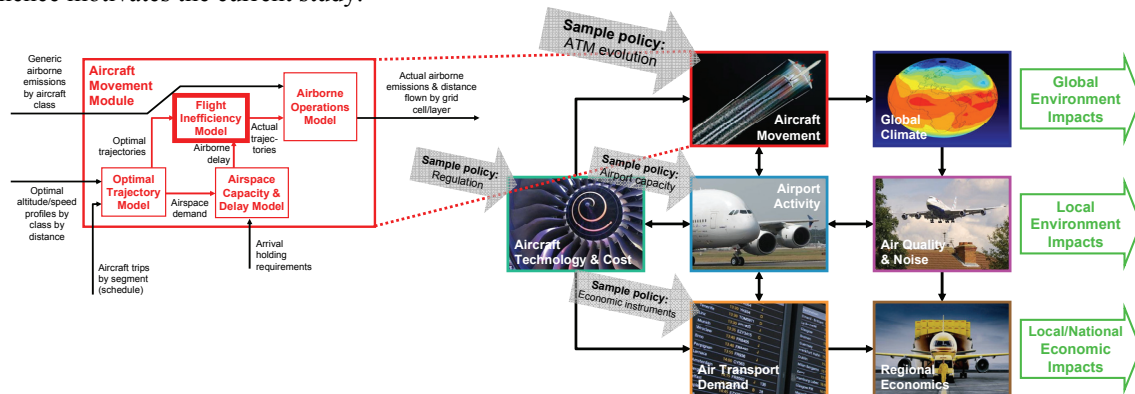 hence motivates the current study.
Generic
airborne
emissions
by aircraft
class
Aircraft
Movement
Module
Flight
Inefficiency
Model
Airborne
Operations
Model
Actual airborne
emissions & distance
flown by grid
cell/layer
Optimal
trajectories
Actual
trajec-
tories
Airborne
delay
Optimal
Trajectory
Model
Airspace
demand
Airspace
Capacity &
Delay Model
Optimal
altitude/speed
profiles by
class by
distance
Aircraft trips
by segment
(schedule)
Arrival
holding
requirements
Sample policy:
ATM evolution
Aircraft
Movement
Global
Climate
Global
Environment
Impacts
Sample policy:
Regulation
Sample policy:
Airport capacity
Aircraft
Technology & Cost
Airport
Activity
Air Quality
& Noise
Local
Environment
Impacts
Sample policy:
Economic instruments
Air Transport
Demand
Regional
Economics
Local/National
Economic
Impacts